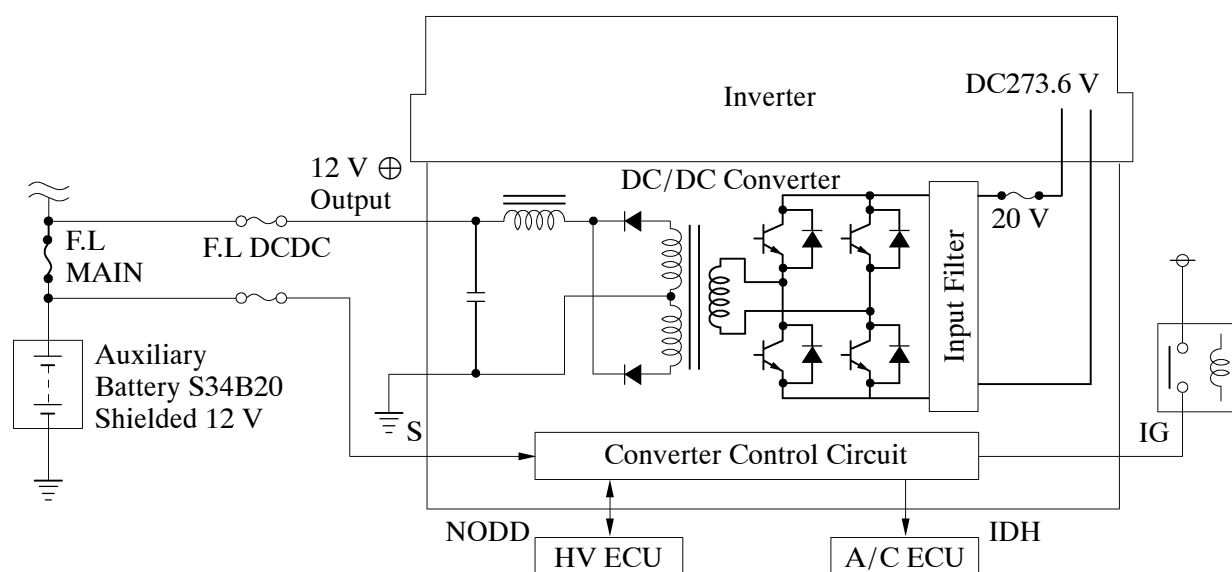 Inverter
DC273.6 V
12 V ⊕
Output
DC/DC Converter
20 V
F.L DCDC
F.L
MAIN
Input Filter
Auxiliary
Battery S34B20
Shielded 12 V
S
IG
Converter Control Circuit
NODD
IDH
HV ECU
A/C ECU